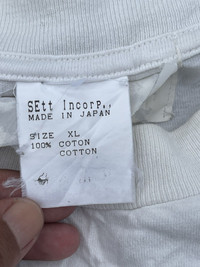 SEtt Incorp.,
MADE IN JAPAN
SIZE XL
100% COTON
COTTON